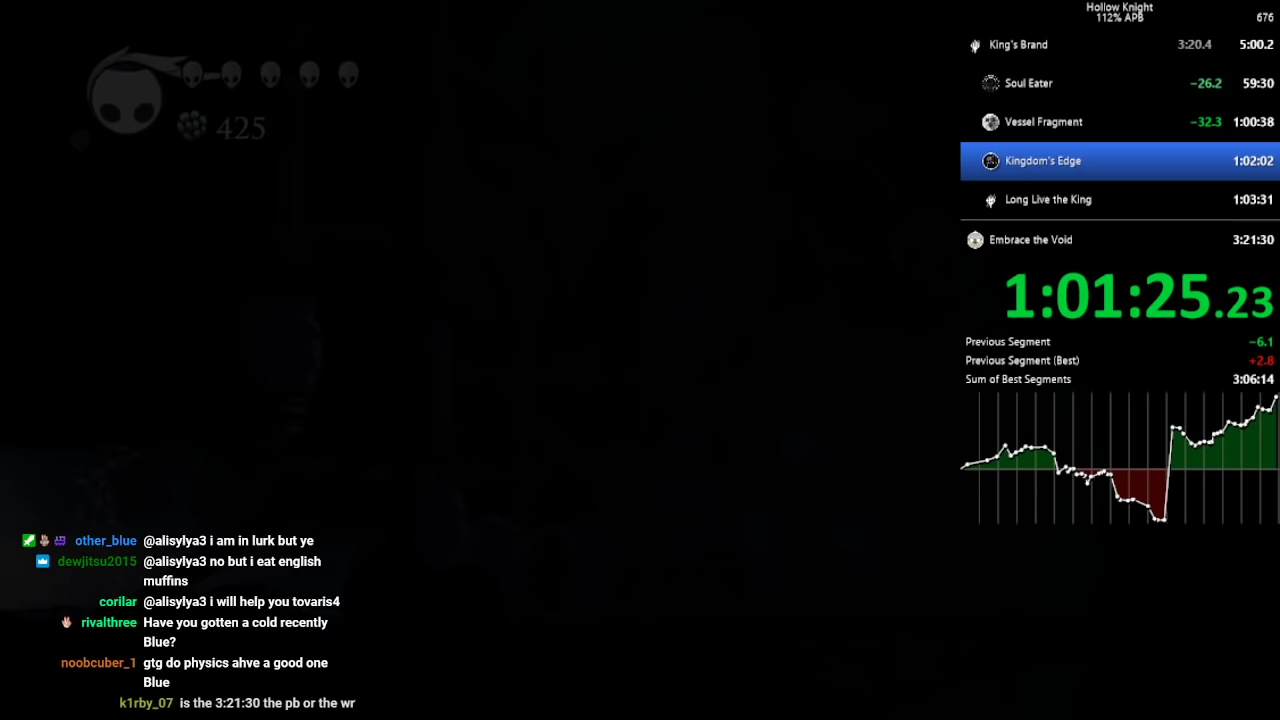 Hollow Knight
112% APB
676
King's Brand 3:20.4 5:00.2
Soul Eater −26.2 59:30
Vessel Fragment −32.3 1:00:38
Kingdom's Edge 1:02:02
Long Live the King 1:03:31
Embrace the Void 3:21:30
1:01:25.23
Previous Segment −6.1
Previous Segment (Best) +2.8
Sum of Best Segments 3:06:14
425
other_blue @alisylya3 i am in lurk but ye
dewjitsu2015 @alisylya3 no but i eat english
muffins
corilar @alisylya3 i will help you tovaris4
rivalthree Have you gotten a cold recently
Blue?
noobcuber_1 gtg do physics ahve a good one
Blue
k1rby_07 is the 3:21:30 the pb or the wr